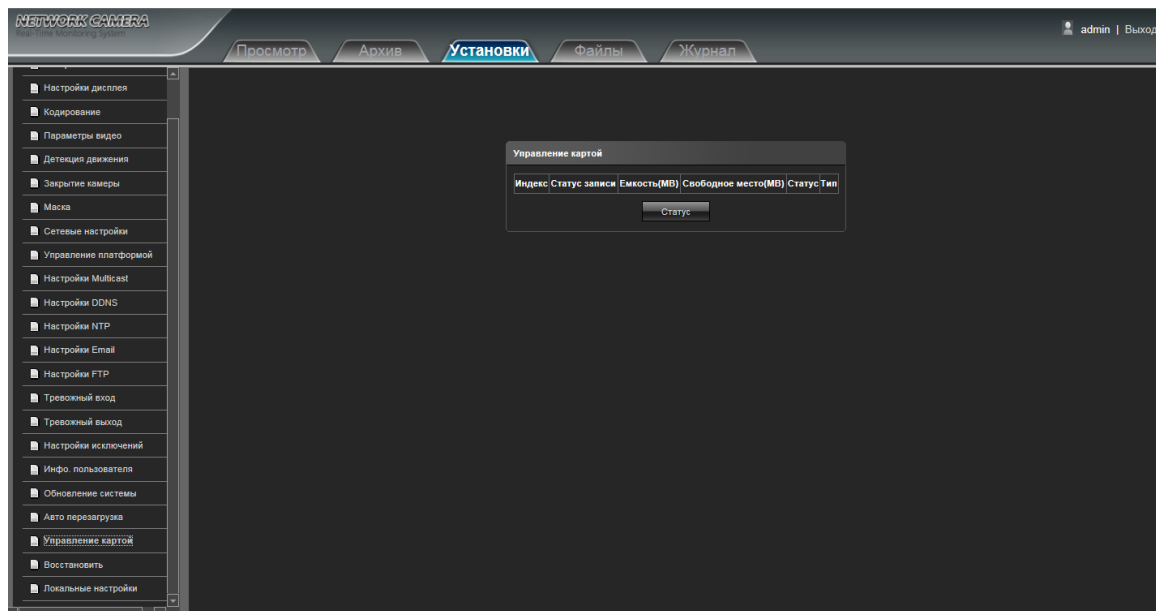 NETWORK CAMERA
Real-Time Monitoring System
admin | Выход
Просмотр
Архив
Установки
Файлы
Журнал
Настройки дисплея
Кодирование
Параметры видео
Детекция движения
Закрытие камеры
Маска
Сетевые настройки
Управление платформой
Настройки Multicast
Настройки DDNS
Настройки NTP
Настройки Email
Настройки FTP
Тревожный вход
Тревожный выход
Настройки исключений
Инфо. пользователя
Обновление системы
Авто перезагрузка
Управление картой
Восстановить
Локальные настройки
Управление картой
Индекс Статус записи Емкость(MB) Свободное место(MB) Статус Тип
Статус